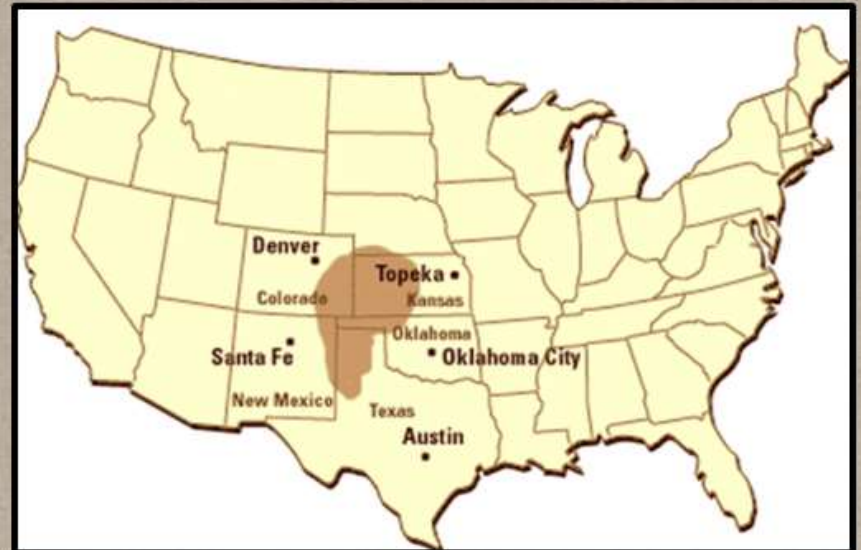 Denver
Topeka
Colorado
Kansas
Oklahoma
Santa Fe
Oklahoma City
New Mexico
Texas
Austin